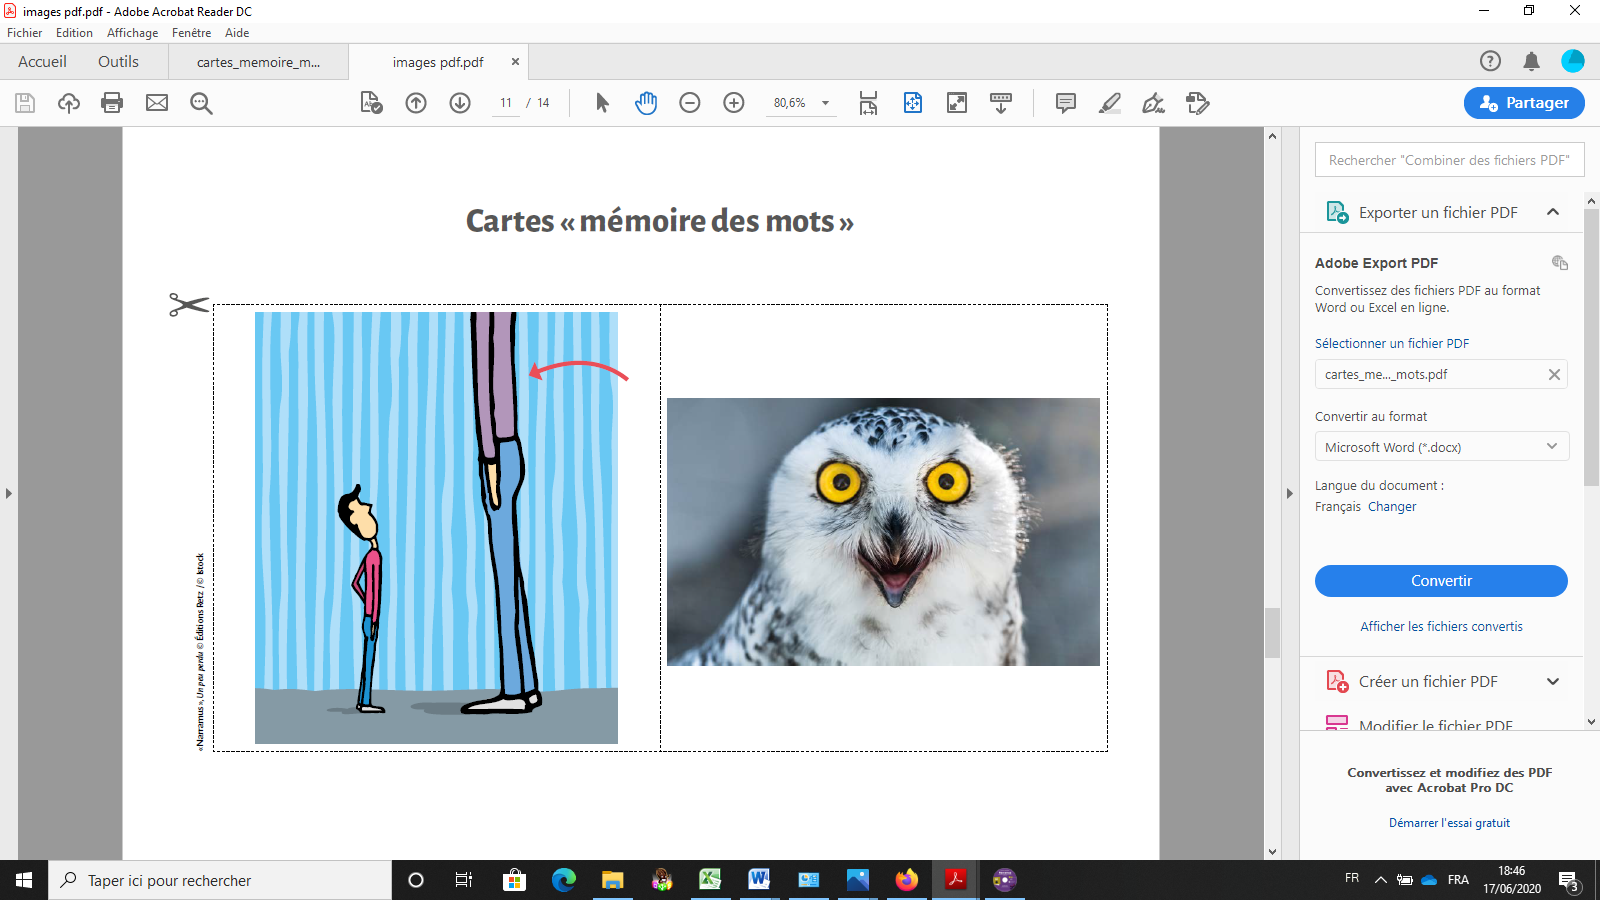 images pdf.pdf - Adobe Acrobat Reader DC
Fichier Edition Affichage Fenêtre Aide
Accueil Outils cartes_memoire_m... images pdf.pdf
11 / 14 80,6% Partager
Rechercher "Combiner des fichiers PDF"
Exporter un fichier PDF
Adobe Export PDF
Convertissez des fichiers PDF au format
Word ou Excel en ligne.
Sélectionner un fichier PDF
cartes_me..._mots.pdf
Convertir au format
Microsoft Word (*.docx)
Langue du document :
Français Changer
Convertir
Afficher les fichiers convertis
Créer un fichier PDF
Modifier le fichier PDF
Convertissez et modifiez des PDF
avec Acrobat Pro DC
Démarrer l'essai gratuit
Cartes « mémoire des mots »
«Narramus», Un peu perdu © Éditions Retz / © Istock
Taper ici pour rechercher
FR FRA
18:46
17/06/2020
3